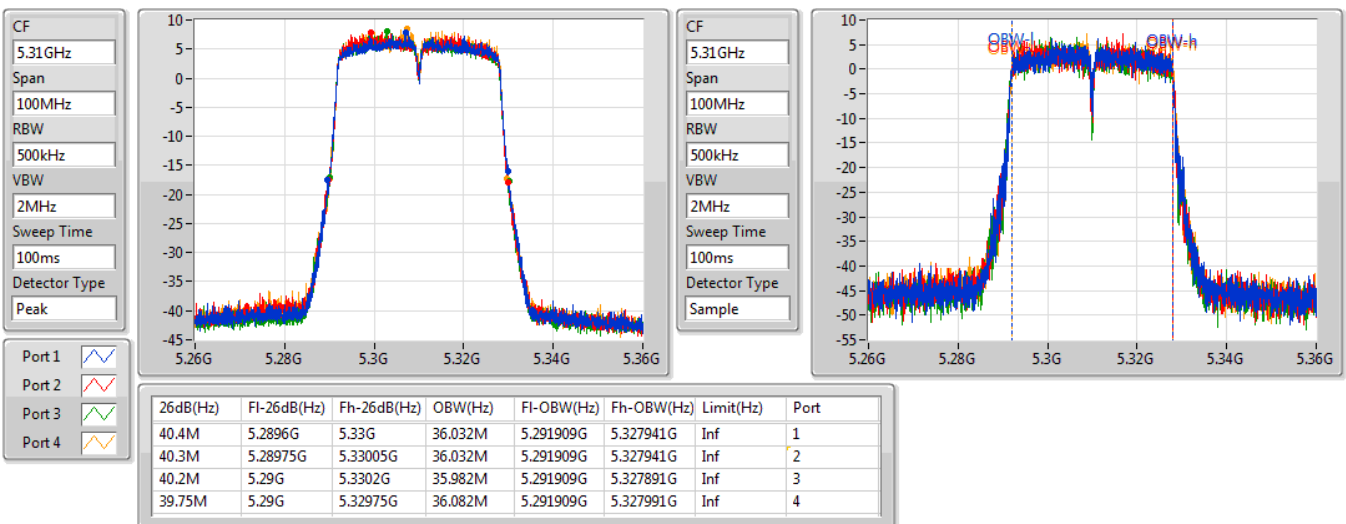 CF
5.31GHz
Span
100MHz
RBW
500kHz
VBW
2MHz
Sweep Time
100ms
Detector Type
Peak
10
5
0
-5
-10
-15
-20
-25
-30
-35
-40
-45
5.26G 5.28G 5.3G 5.32G 5.34G 5.36G
CF
5.31GHz
Span
100MHz
RBW
500kHz
VBW
2MHz
Sweep Time
100ms
Detector Type
Sample
10
5
0
-5
-10
-15
-20
-25
-30
-35
-40
-45
-50
-55
OBW-l OBW-h
5.26G 5.28G 5.3G 5.32G 5.34G 5.36G
Port 1
Port 2
Port 3
Port 4
26dB(Hz) Fl-26dB(Hz) Fh-26dB(Hz) OBW(Hz) Fl-OBW(Hz) Fh-OBW(Hz) Limit(Hz) Port
40.4M 5.2896G 5.33G 36.032M 5.291909G 5.327941G Inf 1
40.3M 5.28975G 5.33005G 36.032M 5.291909G 5.327941G Inf 2
40.2M 5.29G 5.3302G 35.982M 5.291909G 5.327891G Inf 3
39.75M 5.29G 5.32975G 36.082M 5.291909G 5.327991G Inf 4